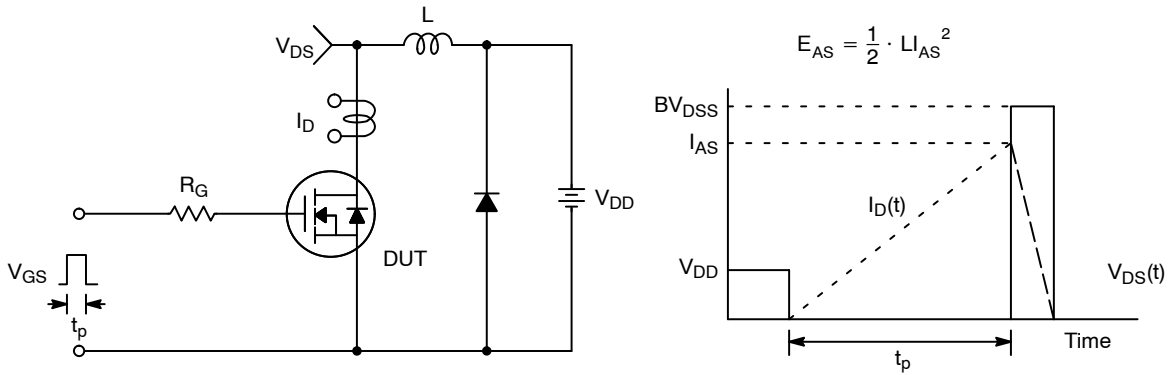 L
V_DS
I_D
R_G
V_DD
DUT
V_GS
t_p
E_AS = 1/2 · LI_AS^2
BV_DSS
I_AS
I_D(t)
V_DD
V_DS(t)
Time
t_p